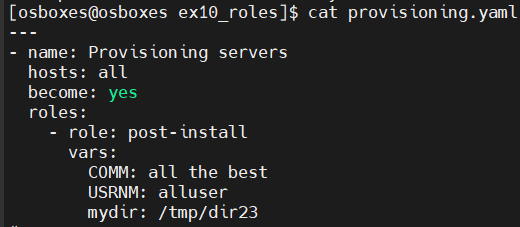 [osboxes@osboxes ex10_roles]$ cat provisioning.yaml
---
- name: Provisioning servers
  hosts: all
  become: yes
  roles:
    - role: post-install
      vars:
        COMM: all the best
        USRNM: alluser
        mydir: /tmp/dir23